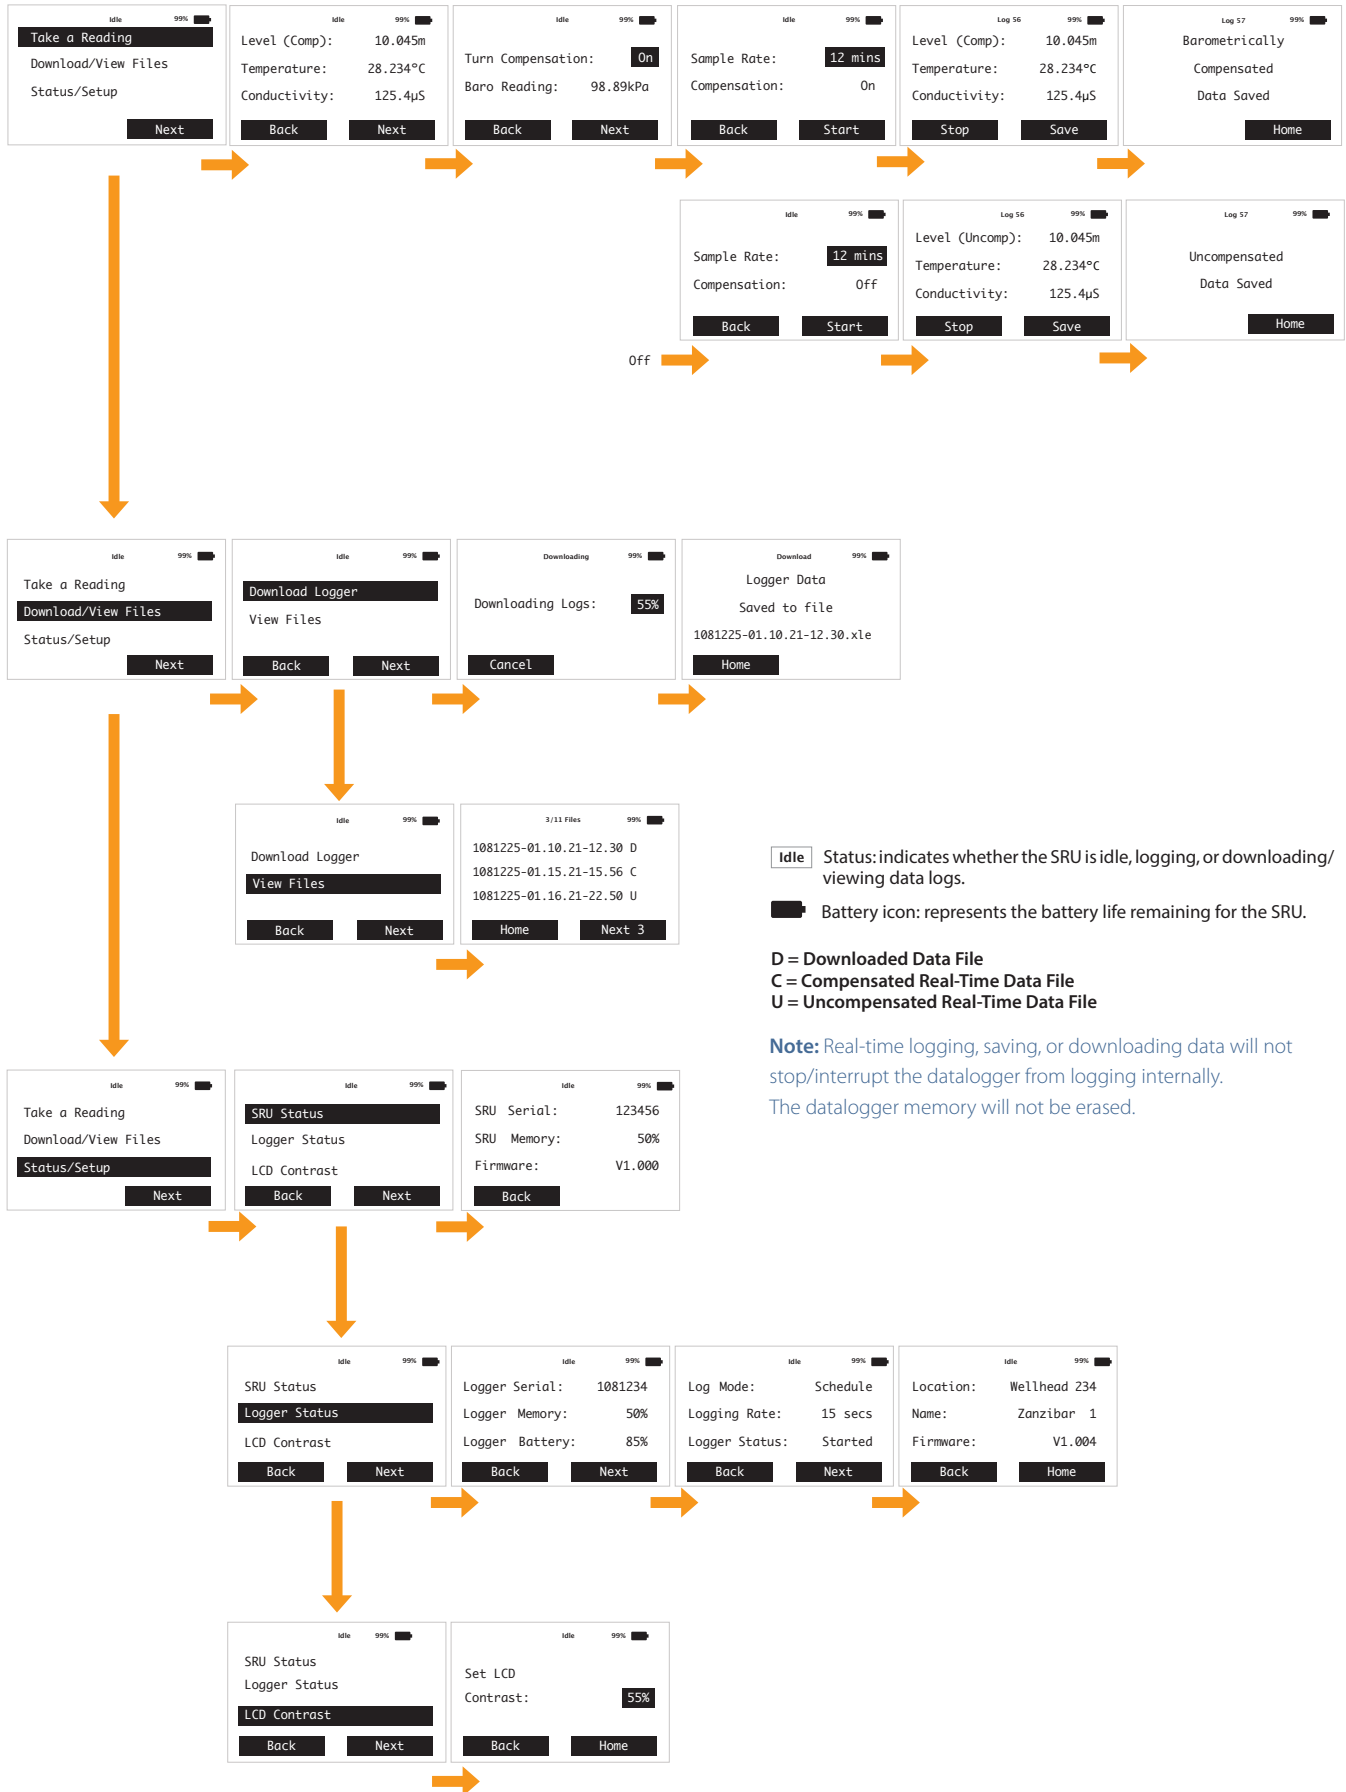 Idle 99%
Take a Reading
Download/View Files
Status/Setup
Next
Idle 99%
Level (Comp): 10.045m
Temperature: 28.234°C
Conductivity: 125.4µS
Back Next
Idle 99%
Turn Compensation: On
Baro Reading: 98.89kPa
Back Next
Idle 99%
Sample Rate: 12 mins
Compensation: On
Back Start
Log 56 99%
Level (Comp): 10.045m
Temperature: 28.234°C
Conductivity: 125.4µS
Stop Save
Log 57 99%
Barometrically
Compensated
Data Saved
Home
Off
Idle 99%
Sample Rate: 12 mins
Compensation: Off
Back Start
Log 56 99%
Level (Uncomp): 10.045m
Temperature: 28.234°C
Conductivity: 125.4µS
Stop Save
Log 57 99%
Uncompensated
Data Saved
Home
Idle 99%
Take a Reading
Download/View Files
Status/Setup
Next
Idle 99%
Download Logger
View Files
Back Next
Downloading 99%
Downloading Logs: 55%
Cancel
Download 99%
Logger Data
Saved to file
1081225-01.10.21-12.30.xle
Home
Idle 99%
Download Logger
View Files
Back Next
3/11 Files 99%
1081225-01.10.21-12.30 D
1081225-01.15.21-15.56 C
1081225-01.16.21-22.50 U
Home Next 3
Idle Status: indicates whether the SRU is idle, logging, or downloading/
viewing data logs.
Battery icon: represents the battery life remaining for the SRU.
D = Downloaded Data File
C = Compensated Real-Time Data File
U = Uncompensated Real-Time Data File
Note: Real-time logging, saving, or downloading data will not
stop/interrupt the datalogger from logging internally.
The datalogger memory will not be erased.
Idle 99%
Take a Reading
Download/View Files
Status/Setup
Next
Idle 99%
SRU Status
Logger Status
LCD Contrast
Back Next
Idle 99%
SRU Serial: 123456
SRU Memory: 50%
Firmware: V1.000
Back
Idle 99%
SRU Status
Logger Status
LCD Contrast
Back Next
Idle 99%
Logger Serial: 1081234
Logger Memory: 50%
Logger Battery: 85%
Back Next
Idle 99%
Log Mode: Schedule
Logging Rate: 15 secs
Logger Status: Started
Back Next
Idle 99%
Location: Wellhead 234
Name: Zanzibar 1
Firmware: V1.004
Back Home
Idle 99%
SRU Status
Logger Status
LCD Contrast
Back Next
Idle 99%
Set LCD
Contrast: 55%
Back Home